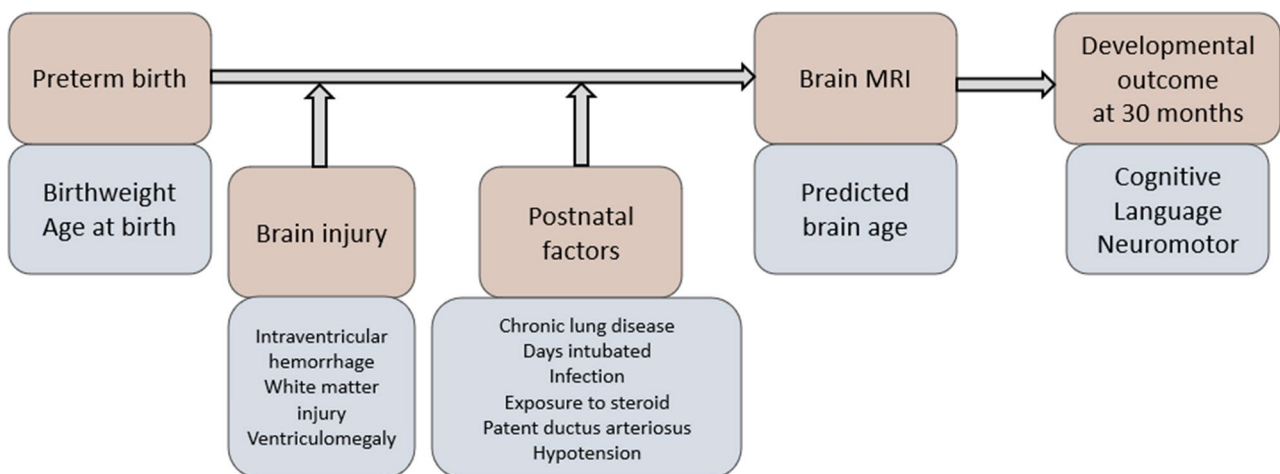 Preterm birth
Birthweight
Age at birth
Brain injury
Intraventricular
hemorrhage
White matter
injury
Ventriculomegaly
Postnatal
factors
Chronic lung disease
Days intubated
Infection
Exposure to steroid
Patent ductus arteriosus
Hypotension
Brain MRI
Predicted
brain age
Developmental
outcome
at 30 months
Cognitive
Language
Neuromotor